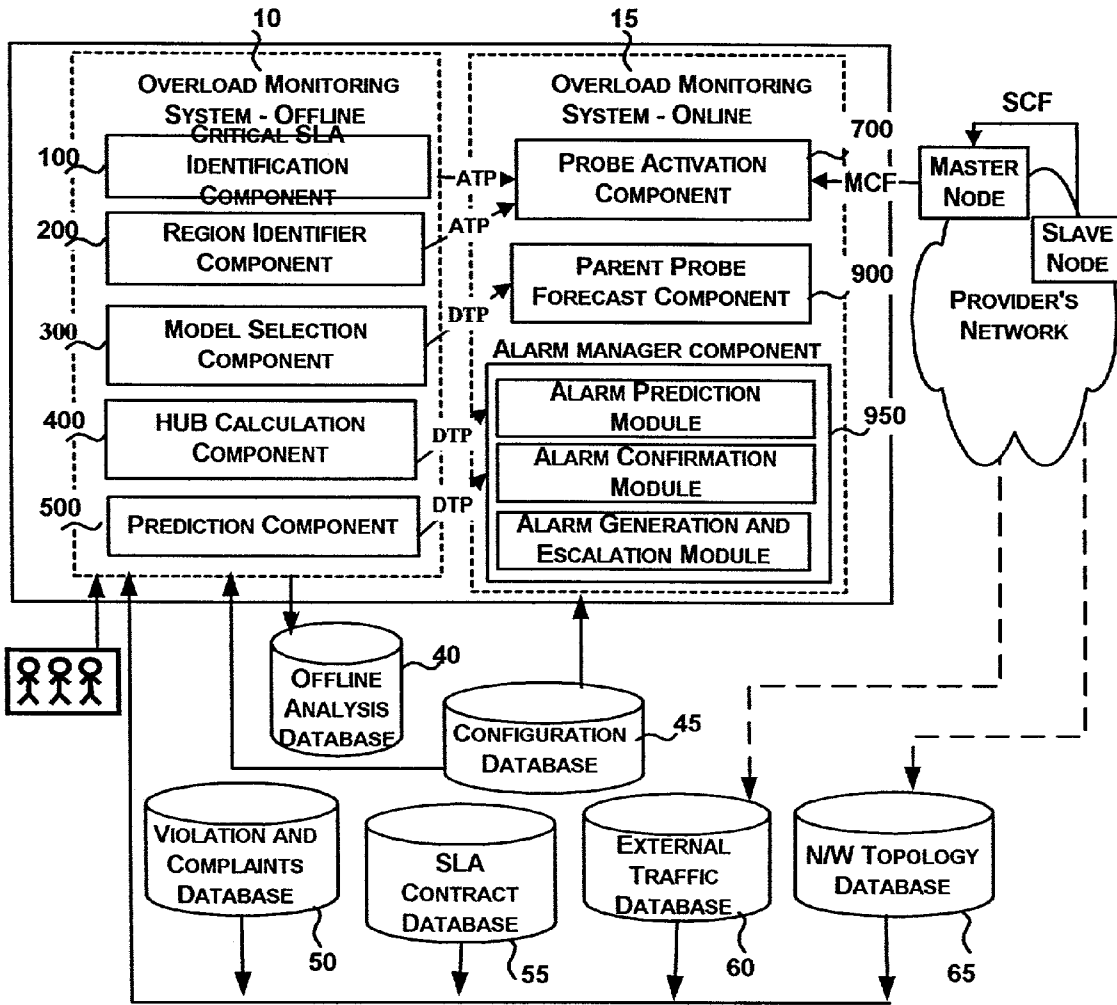 10
15
OVERLOAD MONITORING
SYSTEM - OFFLINE
CRITICAL SLA
IDENTIFICATION
COMPONENT
100
REGION IDENTIFIER
COMPONENT
200
MODEL SELECTION
COMPONENT
300
HUB CALCULATION
COMPONENT
400
PREDICTION COMPONENT
500
ATP
ATP
DTP
DTP
DTP
OVERLOAD MONITORING
SYSTEM - ONLINE
700
PROBE ACTIVATION
COMPONENT
PARENT PROBE
FORECAST COMPONENT
900
ALARM MANAGER COMPONENT
ALARM PREDICTION
MODULE
950
ALARM CONFIRMATION
MODULE
ALARM GENERATION AND
ESCALATION MODULE
MCF
SCF
MASTER
NODE
SLAVE
NODE
PROVIDER'S
NETWORK
OFFLINE
ANALYSIS
DATABASE
40
CONFIGURATION
DATABASE
45
VIOLATION AND
COMPLAINTS
DATABASE
50
SLA
CONTRACT
DATABASE
55
EXTERNAL
TRAFFIC
DATABASE
60
N/W TOPOLOGY
DATABASE
65